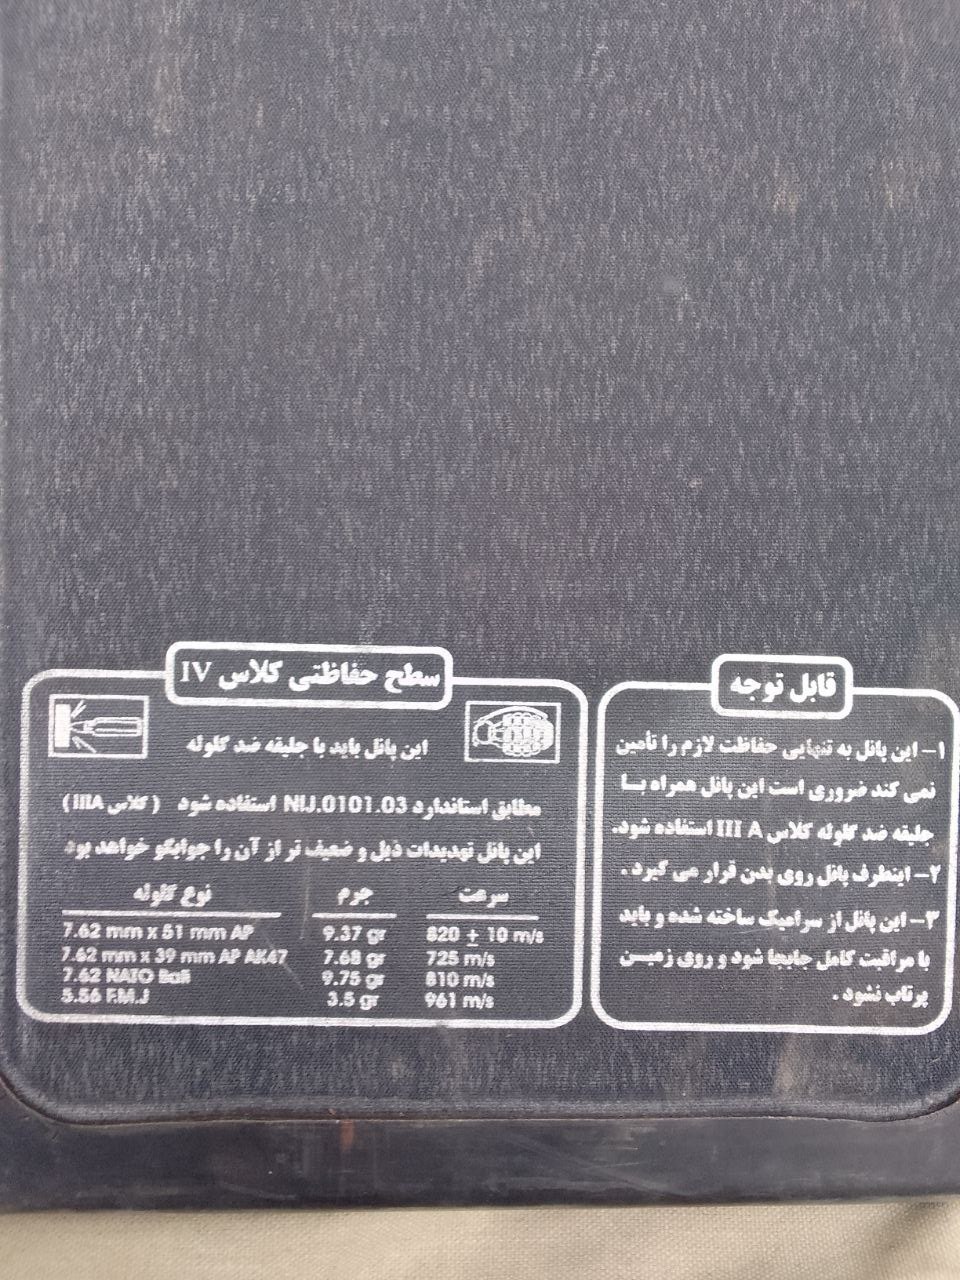 قابل توجه
۱- این پانل به تنهایی حفاظت لازم را تأمین
نمی کند ضروری است این پانل همراه با
جلیقه ضد گلوله کلاس III A استفاده شود.
۲- اینطرف پانل روی بدن قرار می گیرد .
۳- این پانل از سرامیک ساخته شده و باید
با مراقبت کامل جابجا شود و روی زمین
پرتاب نشود .
سطح حفاظتی کلاس IV
این پانل باید با جلیقه ضد گلوله
مطابق استاندارد NIJ.0101.03 استفاده شود ( کلاس IIIA )
این پانل تهدیدات ذیل و ضعیف تر از آن را جوابگو خواهد بود
نوع گلوله جرم سرعت
7.62 mm x 51 mm AP 9.37 gr 820 ± 10 m/s
7.62 mm x 39 mm AP AK47 7.68 gr 725 m/s
7.62 NATO Ball 9.75 gr 810 m/s
5.56 F.M.J 3.5 gr 961 m/s